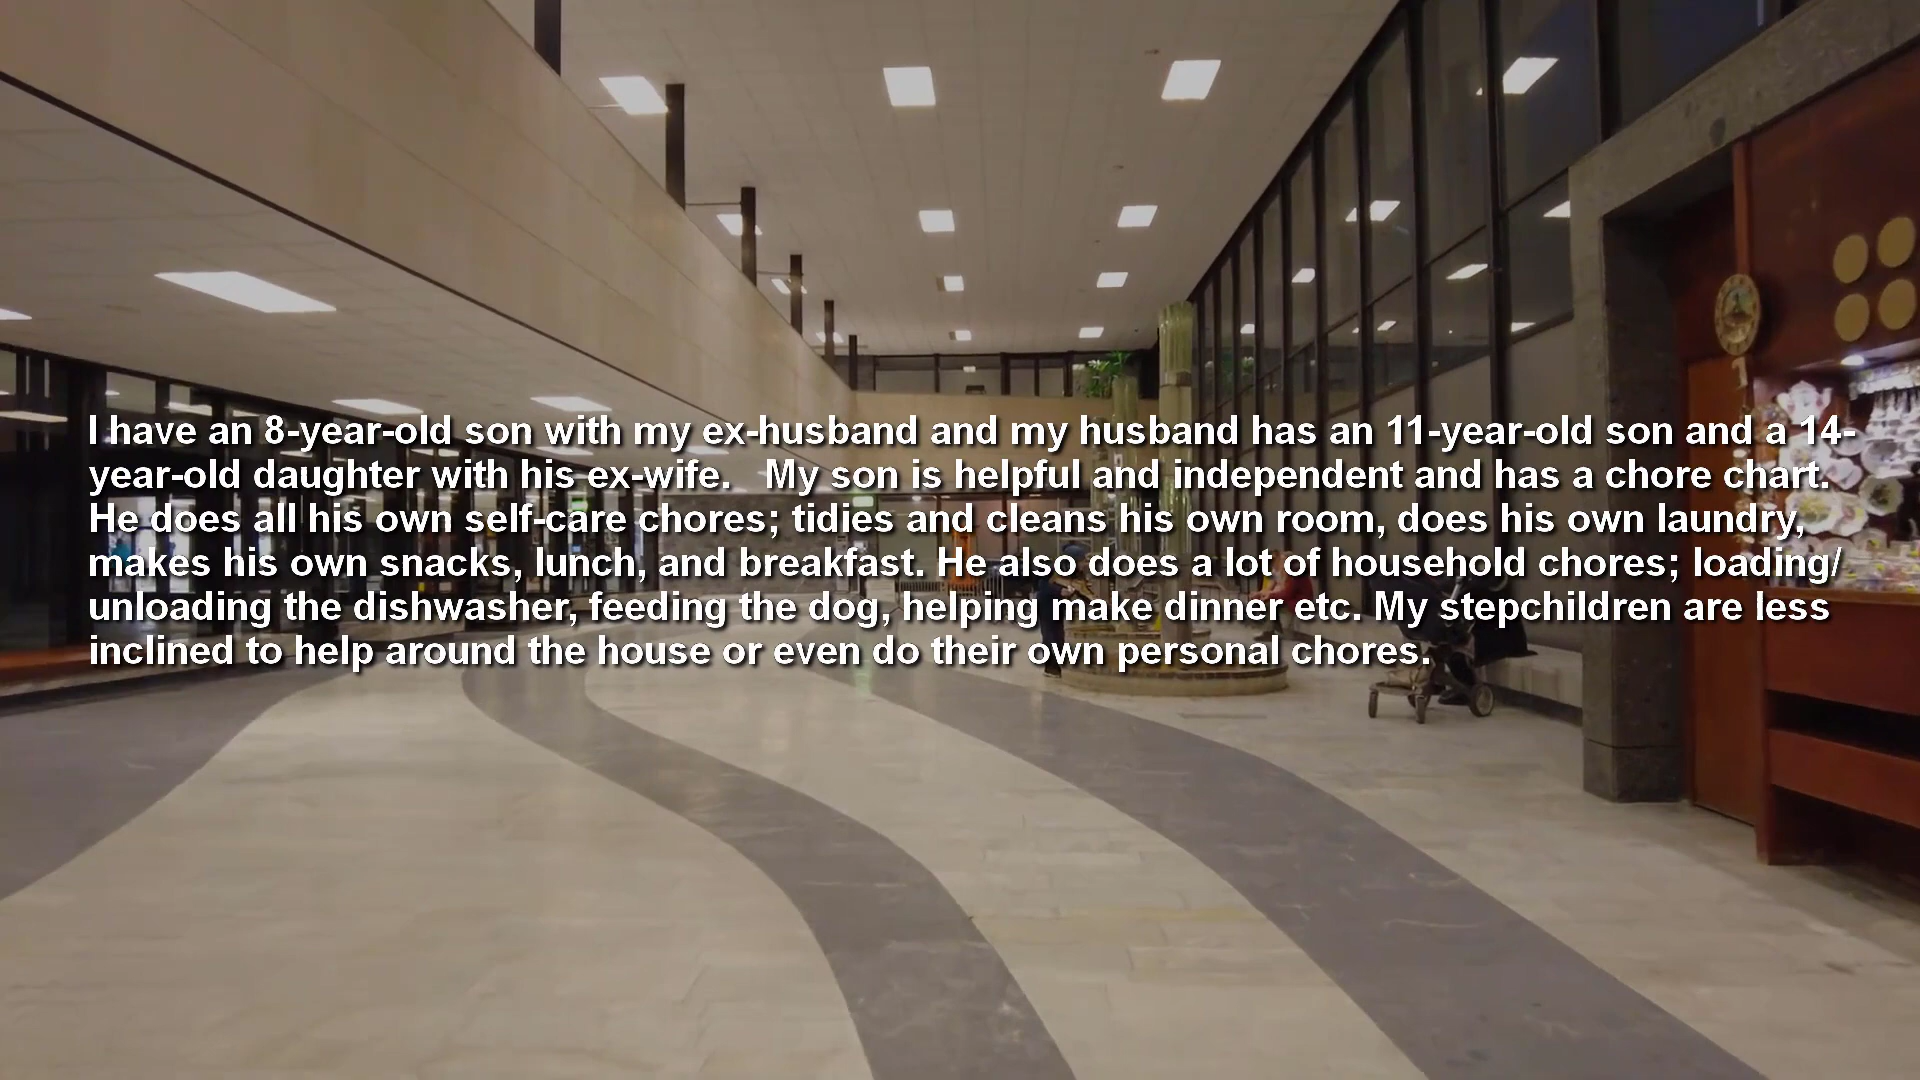 I have an 8-year-old son with my ex-husband and my husband has an 11-year-old son and a 14-
year-old daughter with his ex-wife.   My son is helpful and independent and has a chore chart.
He does all his own self-care chores; tidies and cleans his own room, does his own laundry,
makes his own snacks, lunch, and breakfast. He also does a lot of household chores; loading/
unloading the dishwasher, feeding the dog, helping make dinner etc. My stepchildren are less
inclined to help around the house or even do their own personal chores.